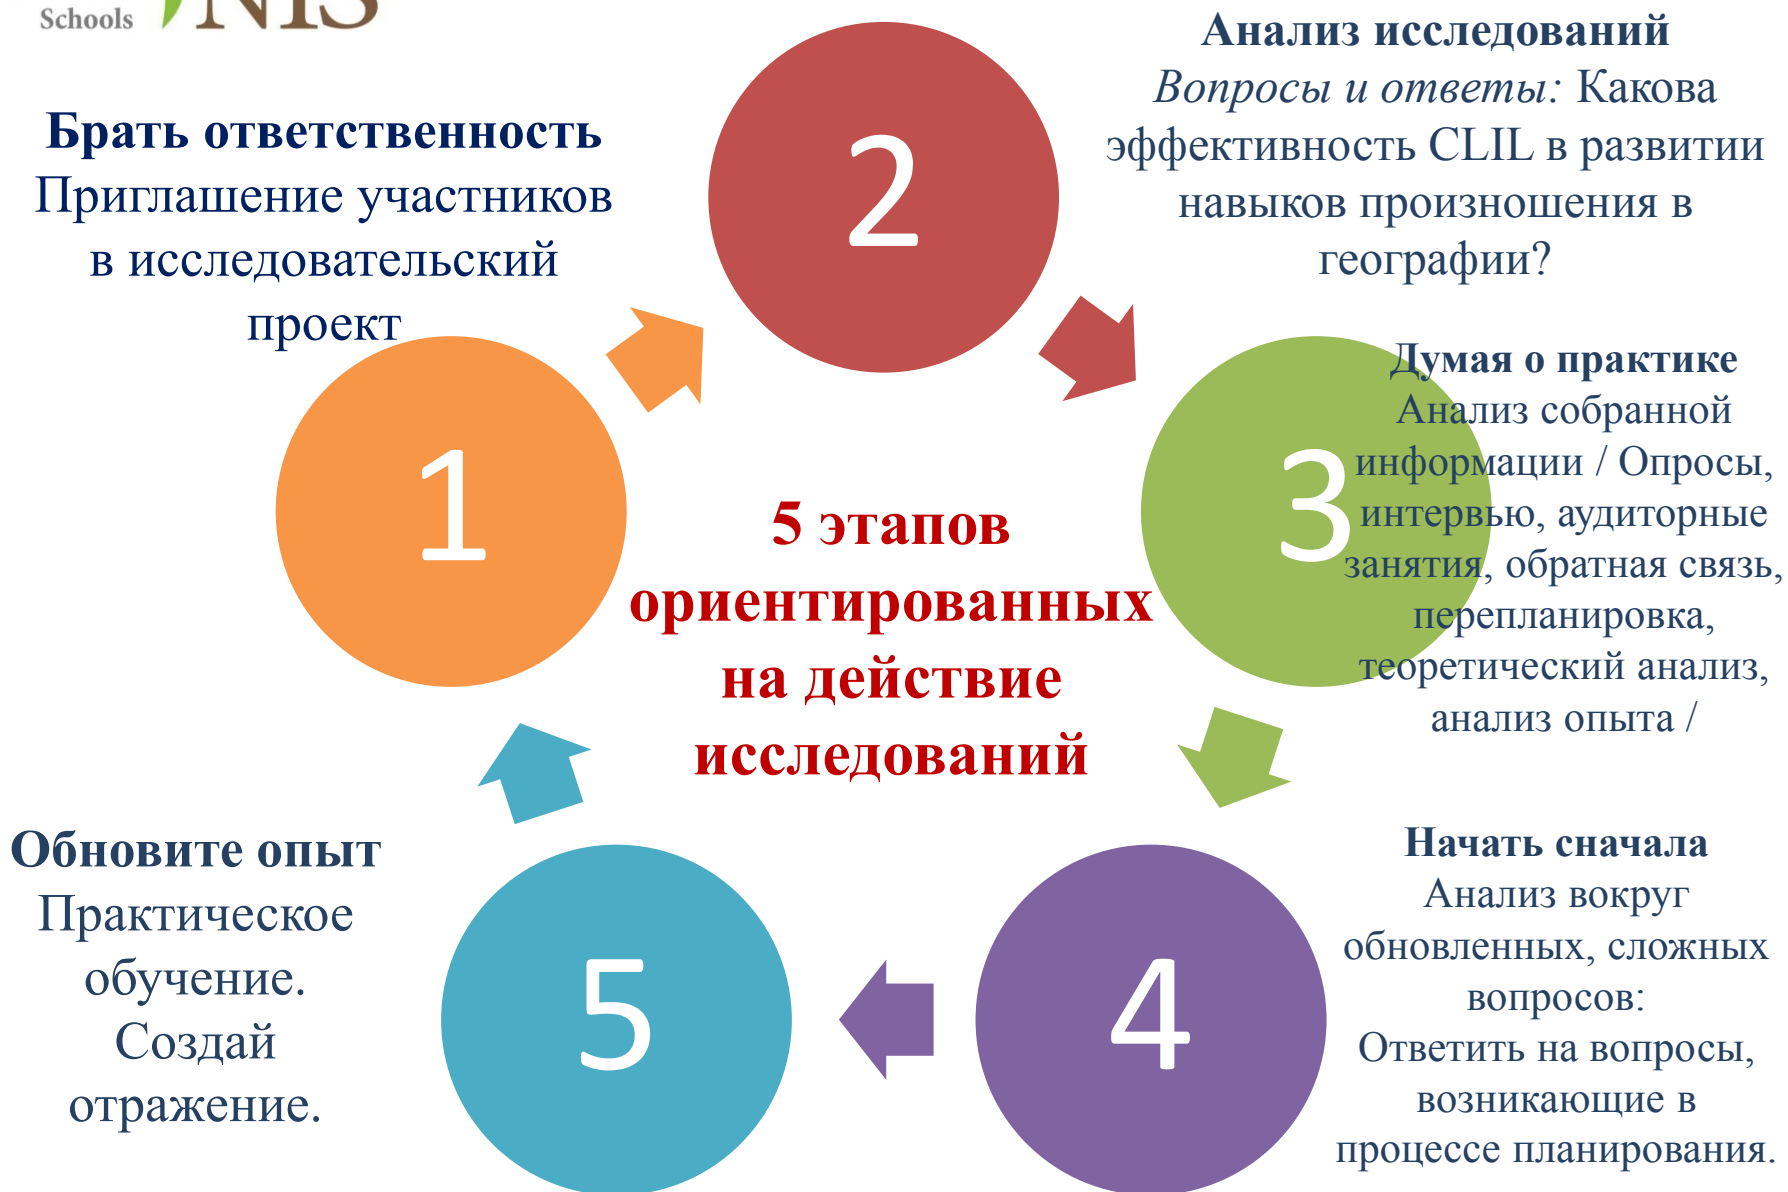 Schools NIS
Брать ответственность
Приглашение участников
в исследовательский
проект
1
2
Анализ исследований
Вопросы и ответы: Какова
эффективность CLIL в развитии
навыков произношения в
географии?
3
Думая о практике
Анализ собранной
информации / Опросы,
интервью, аудиторные
занятия, обратная связь,
перепланировка,
теоретический анализ,
анализ опыта /
5 этапов
ориентированных
на действие
исследований
4
Начать сначала
Анализ вокруг
обновленных, сложных
вопросов:
Ответить на вопросы,
возникающие в
процессе планирования.
5
Обновите опыт
Практическое
обучение.
Создай
отражение.